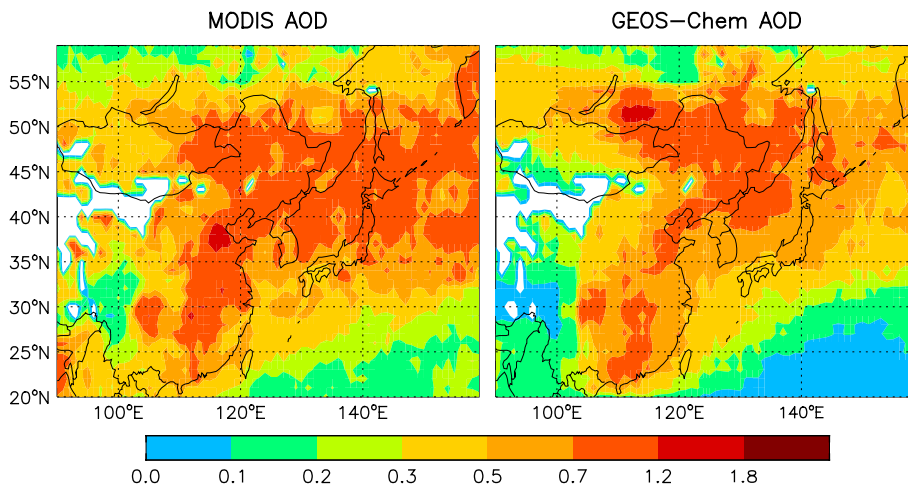 MODIS AOD
GEOS-Chem AOD
55°N
50°N
45°N
40°N
35°N
30°N
25°N
20°N
100°E 120°E 140°E
100°E 120°E 140°E
0.0 0.1 0.2 0.3 0.5 0.7 1.2 1.8